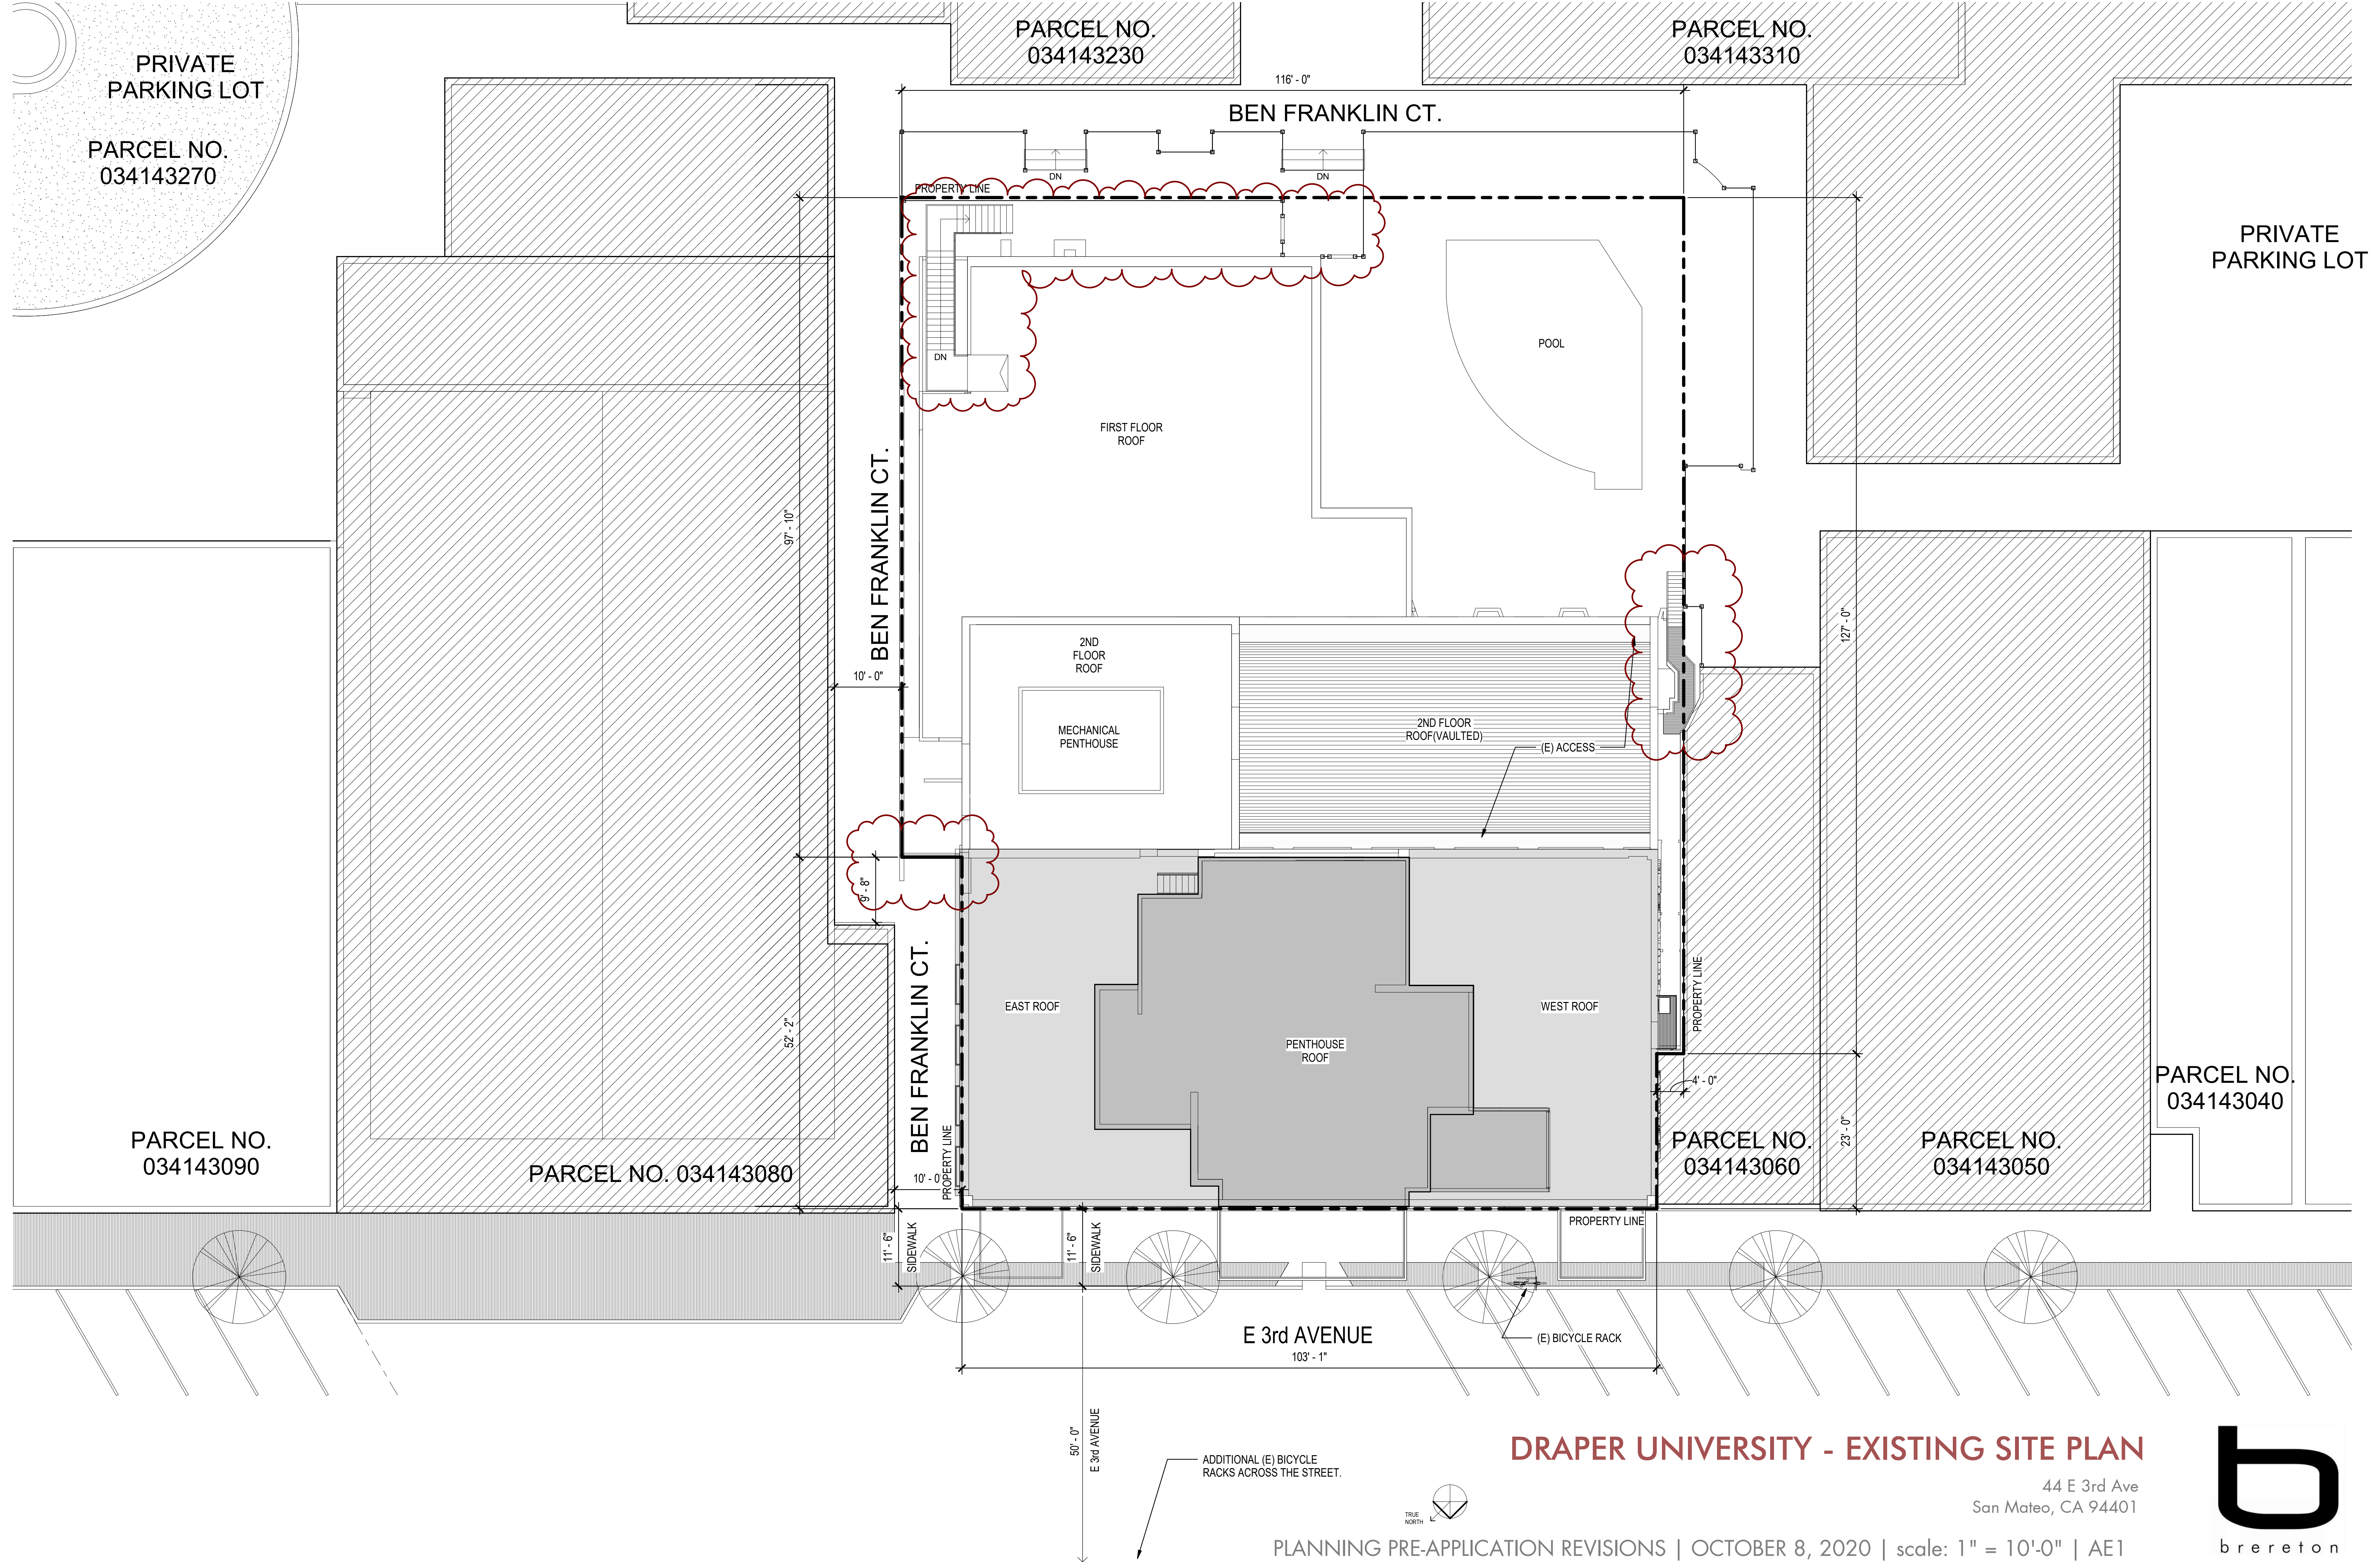 PARCEL NO.
034143230
PARCEL NO.
034143310
PRIVATE
PARKING LOT
116' - 0"
BEN FRANKLIN CT.
PARCEL NO.
034143270
DN
DN
PROPERTY LINE
PRIVATE
PARKING LOT
POOL
DN
FIRST FLOOR
ROOF
BEN FRANKLIN CT.
97' - 10"
127' - 0"
2ND
FLOOR
ROOF
10' - 0"
MECHANICAL
PENTHOUSE
2ND FLOOR
ROOF(VAULTED)
(E) ACCESS
9' - 8"
BEN FRANKLIN CT.
PROPERTY LINE
EAST ROOF
WEST ROOF
52' - 2"
PENTHOUSE
ROOF
4' - 0"
PARCEL NO.
034143040
23' - 0"
PARCEL NO.
034143090
PARCEL NO. 034143080
PROPERTY LINE
10' - 0
PARCEL NO.
034143060
PARCEL NO.
034143050
PROPERTY LINE
11' - 6"
SIDEWALK
11' - 6"
SIDEWALK
E 3rd AVENUE
(E) BICYCLE RACK
103' - 1"
50' - 0"
E 3rd AVENUE
ADDITIONAL (E) BICYCLE
RACKS ACROSS THE STREET.
DRAPER UNIVERSITY - EXISTING SITE PLAN
44 E 3rd Ave
San Mateo, CA 94401
TRUE
NORTH
PLANNING PRE-APPLICATION REVISIONS | OCTOBER 8, 2020 | scale: 1" = 10'-0" | AE1
b
brereton